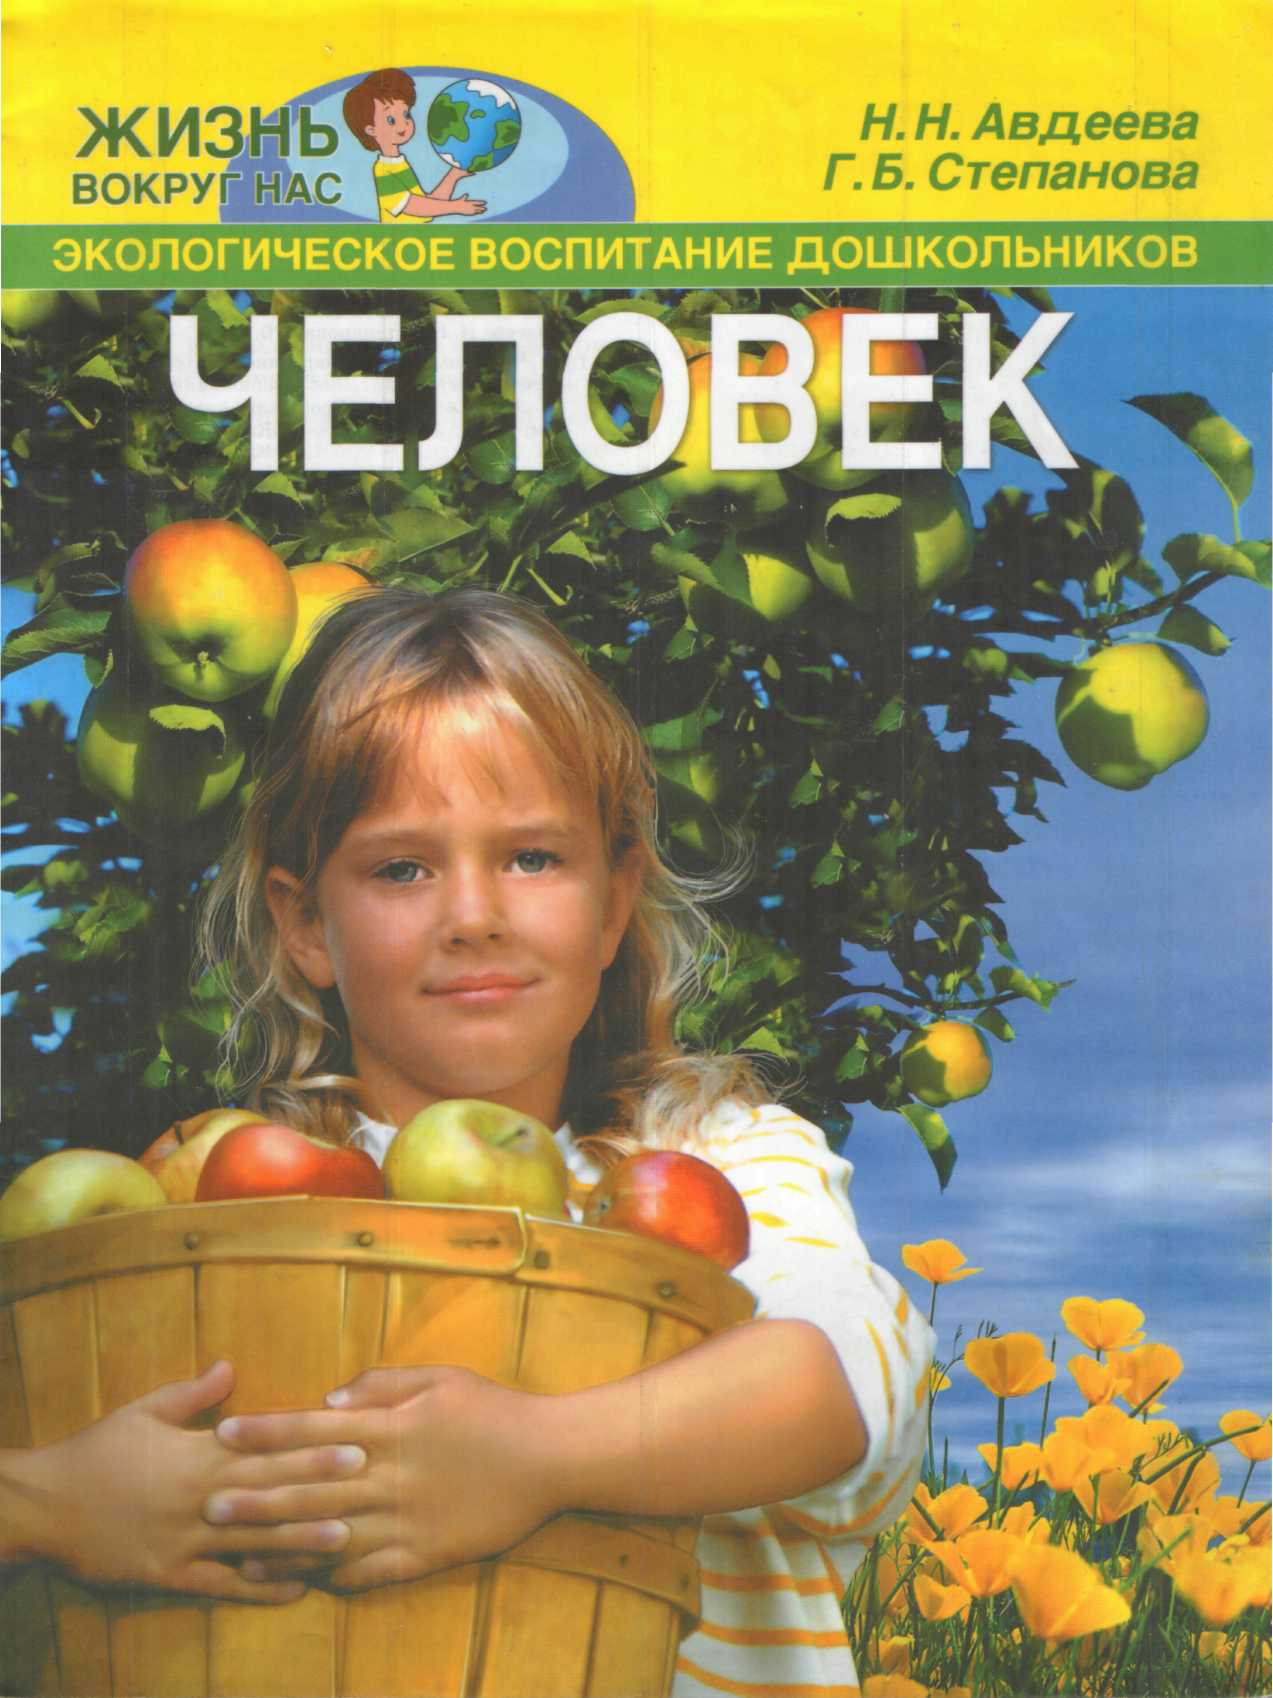 ЖИЗНЬ
ВОКРУГ НАС
Н. Н. Авдеева
Г. Б. Степанова
ЭКОЛОГИЧЕСКОЕ ВОСПИТАНИЕ ДОШКОЛЬНИКОВ
ЧЕЛОВЕК